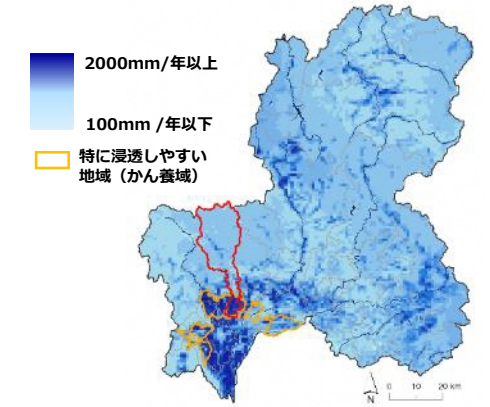 2000mm/年以上
100mm /年以下
特に浸透しやすい
地域（かん養域）
N
0 10 20 km